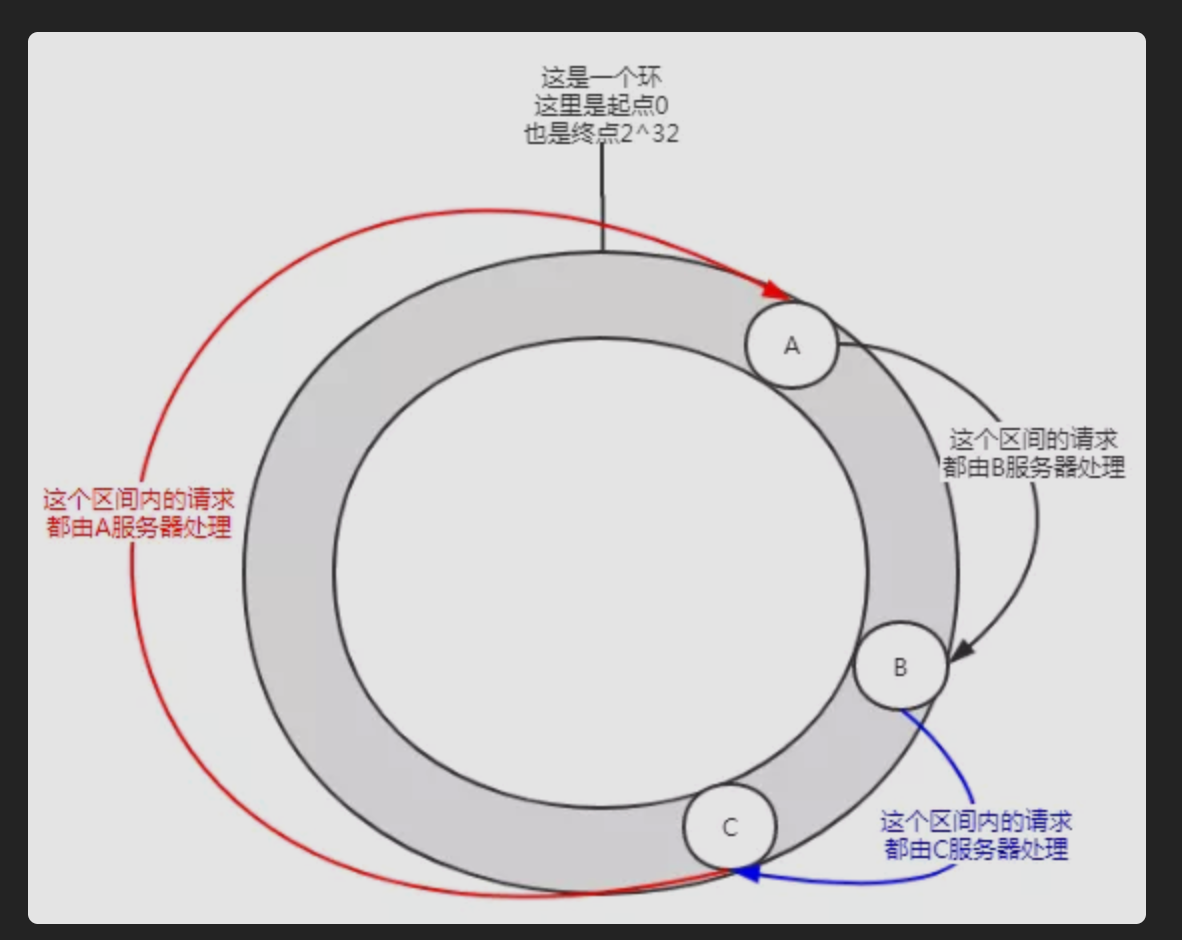 这是一个环
这里是起点0
也是终点2^32
A
这个区间的请求
都由B服务器处理
这个区间内的请求
都由A服务器处理
B
C
这个区间内的请求
都由C服务器处理